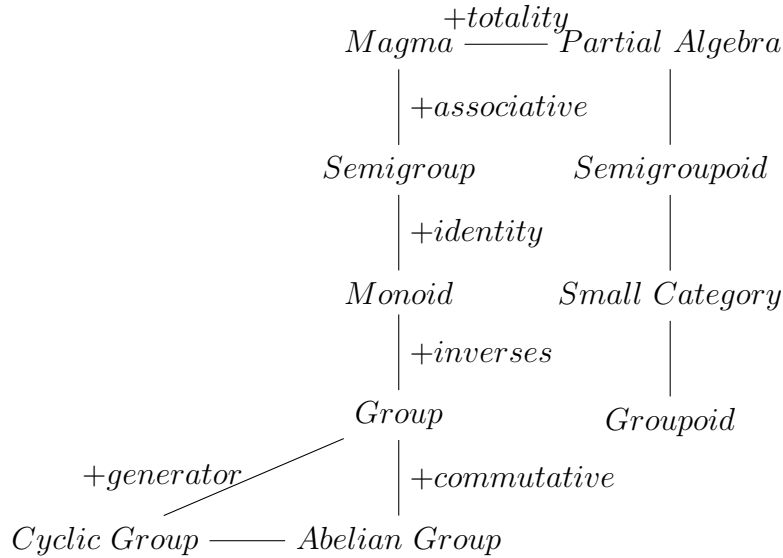 +totality
Magma Partial Algebra
+associative
Semigroup Semigroupoid
+identity
Monoid Small Category
+inverses
Group Groupoid
+generator +commutative
Cyclic Group Abelian Group